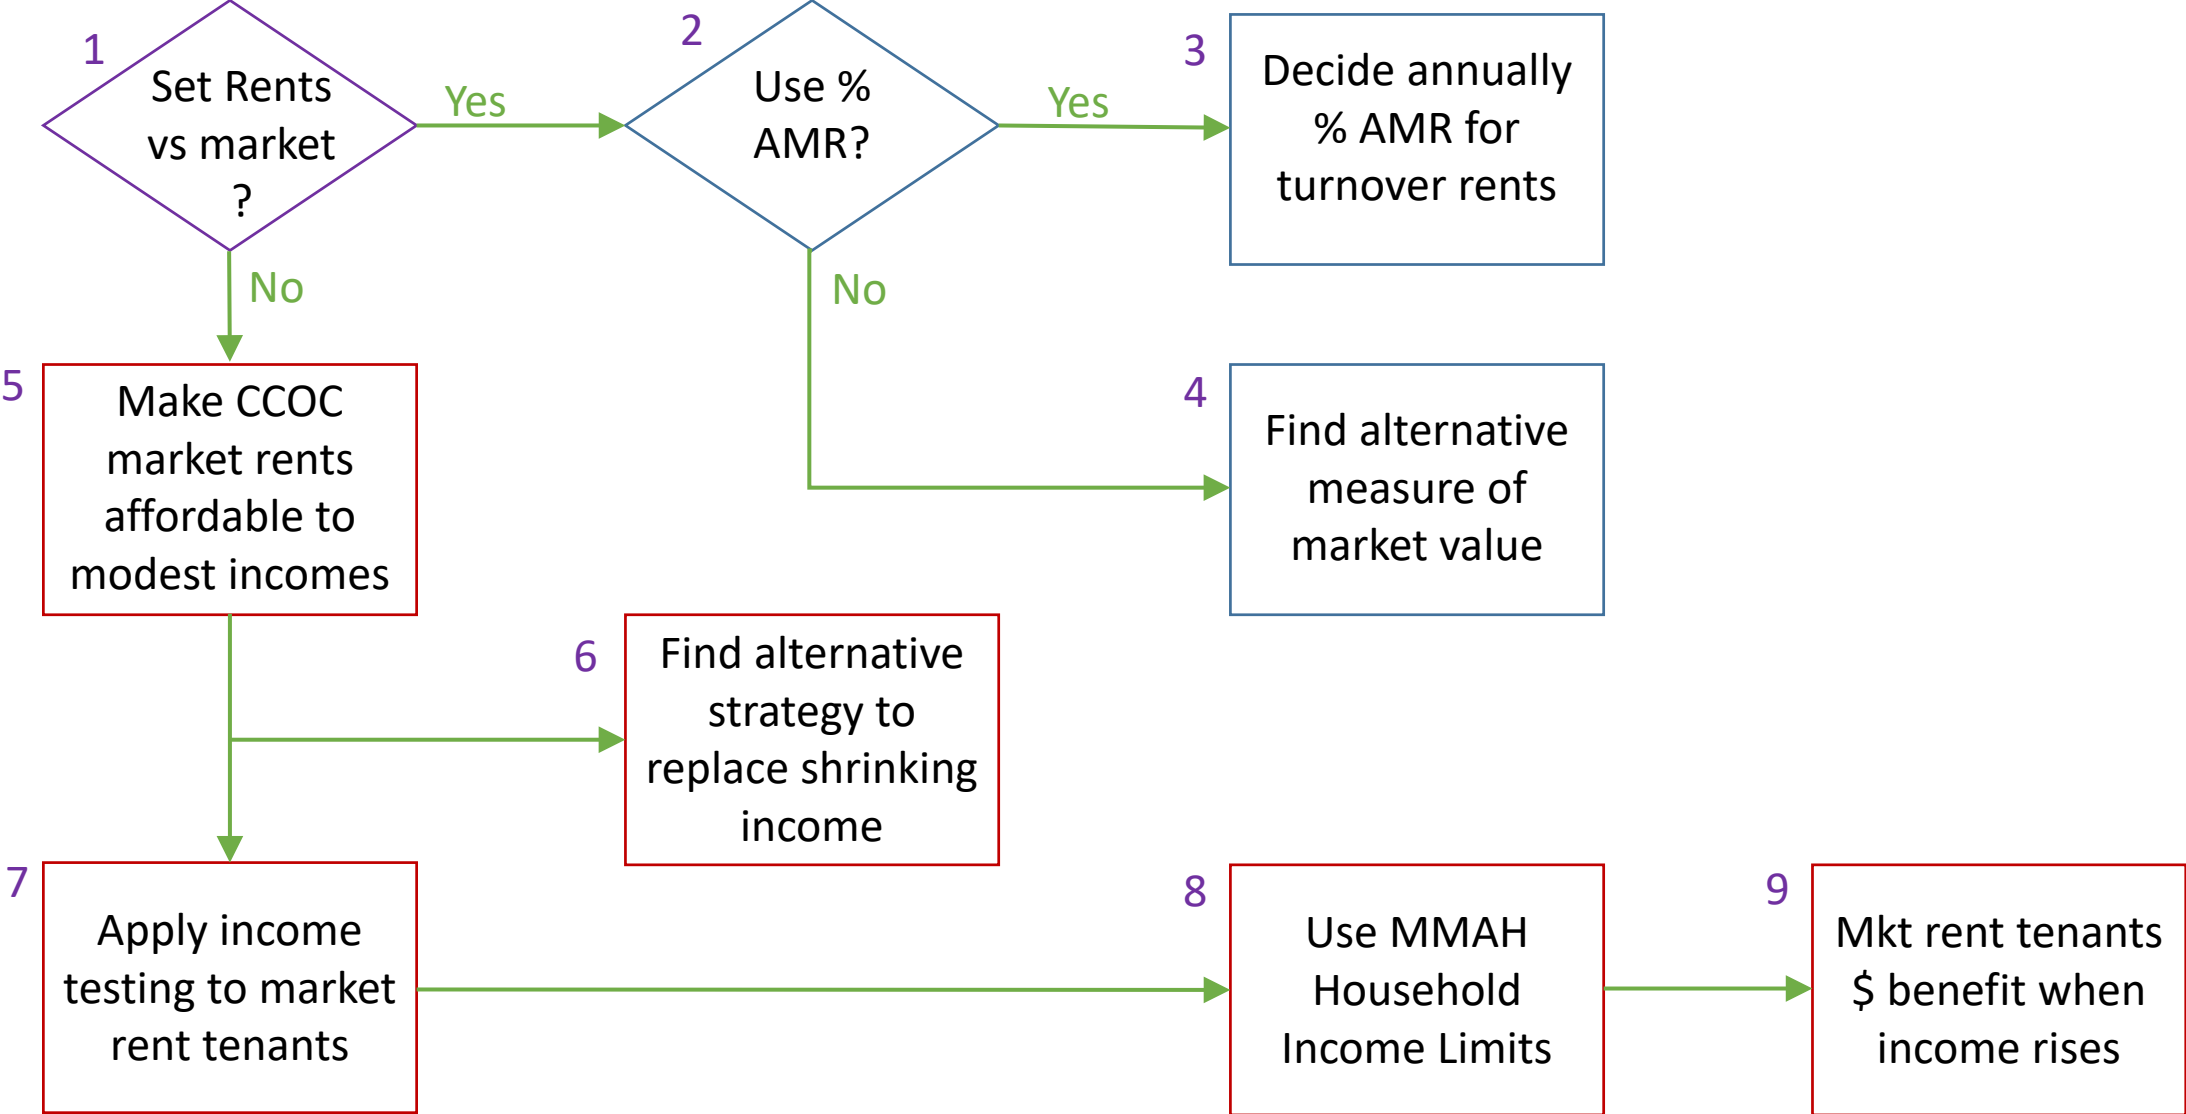 1
Set Rents
vs market
?
Yes
2
Use %
AMR?
Yes
3
Decide annually
% AMR for
turnover rents
No
No
4
Find alternative
measure of
market value
5
Make CCOC
market rents
affordable to
modest incomes
6
Find alternative
strategy to
replace shrinking
income
7
Apply income
testing to market
rent tenants
8
Use MMAH
Household
Income Limits
9
Mkt rent tenants
$ benefit when
income rises